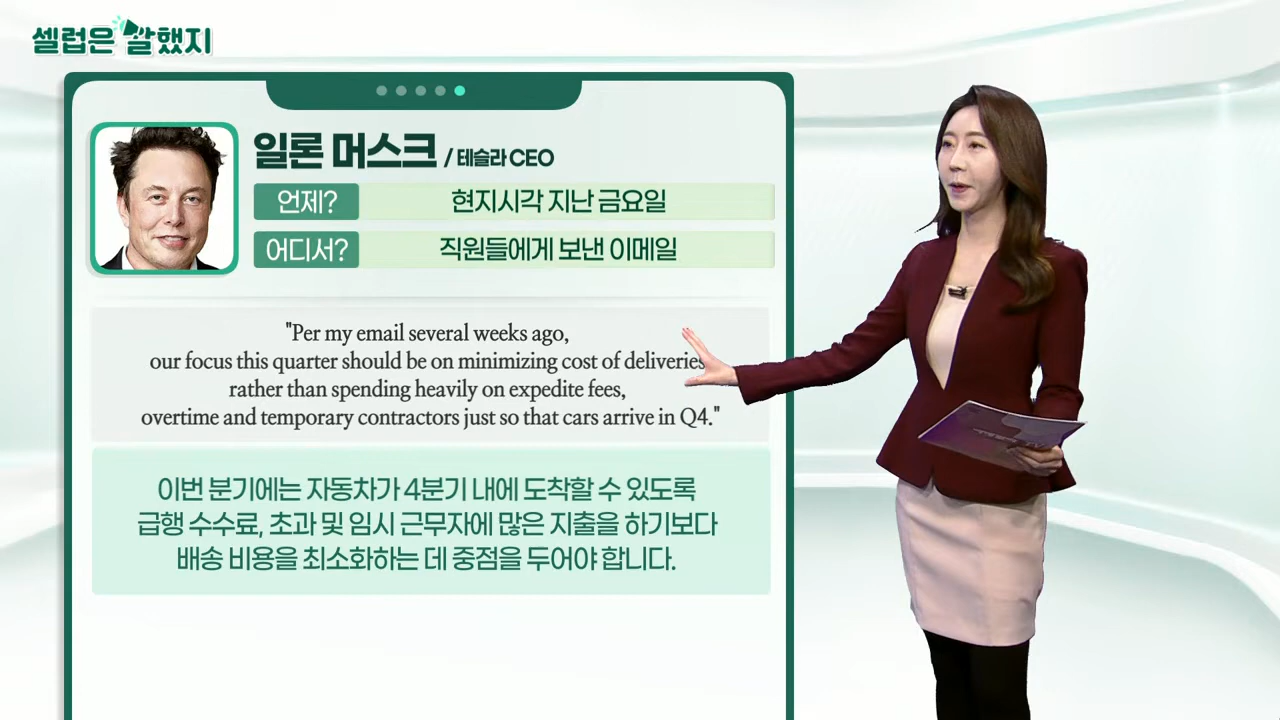 셀럽은 말했지
일론 머스크 / 테슬라 CEO
언제? 현지시각 지난 금요일
어디서? 직원들에게 보낸 이메일
"Per my email several weeks ago,
our focus this quarter should be on minimizing cost of deliveries
rather than spending heavily on expedite fees,
overtime and temporary contractors just so that cars arrive in Q4."
이번 분기에는 자동차가 4분기 내에 도착할 수 있도록
급행 수수료, 초과 및 임시 근무자에 많은 지출을 하기보다
배송 비용을 최소화하는 데 중점을 두어야 합니다.